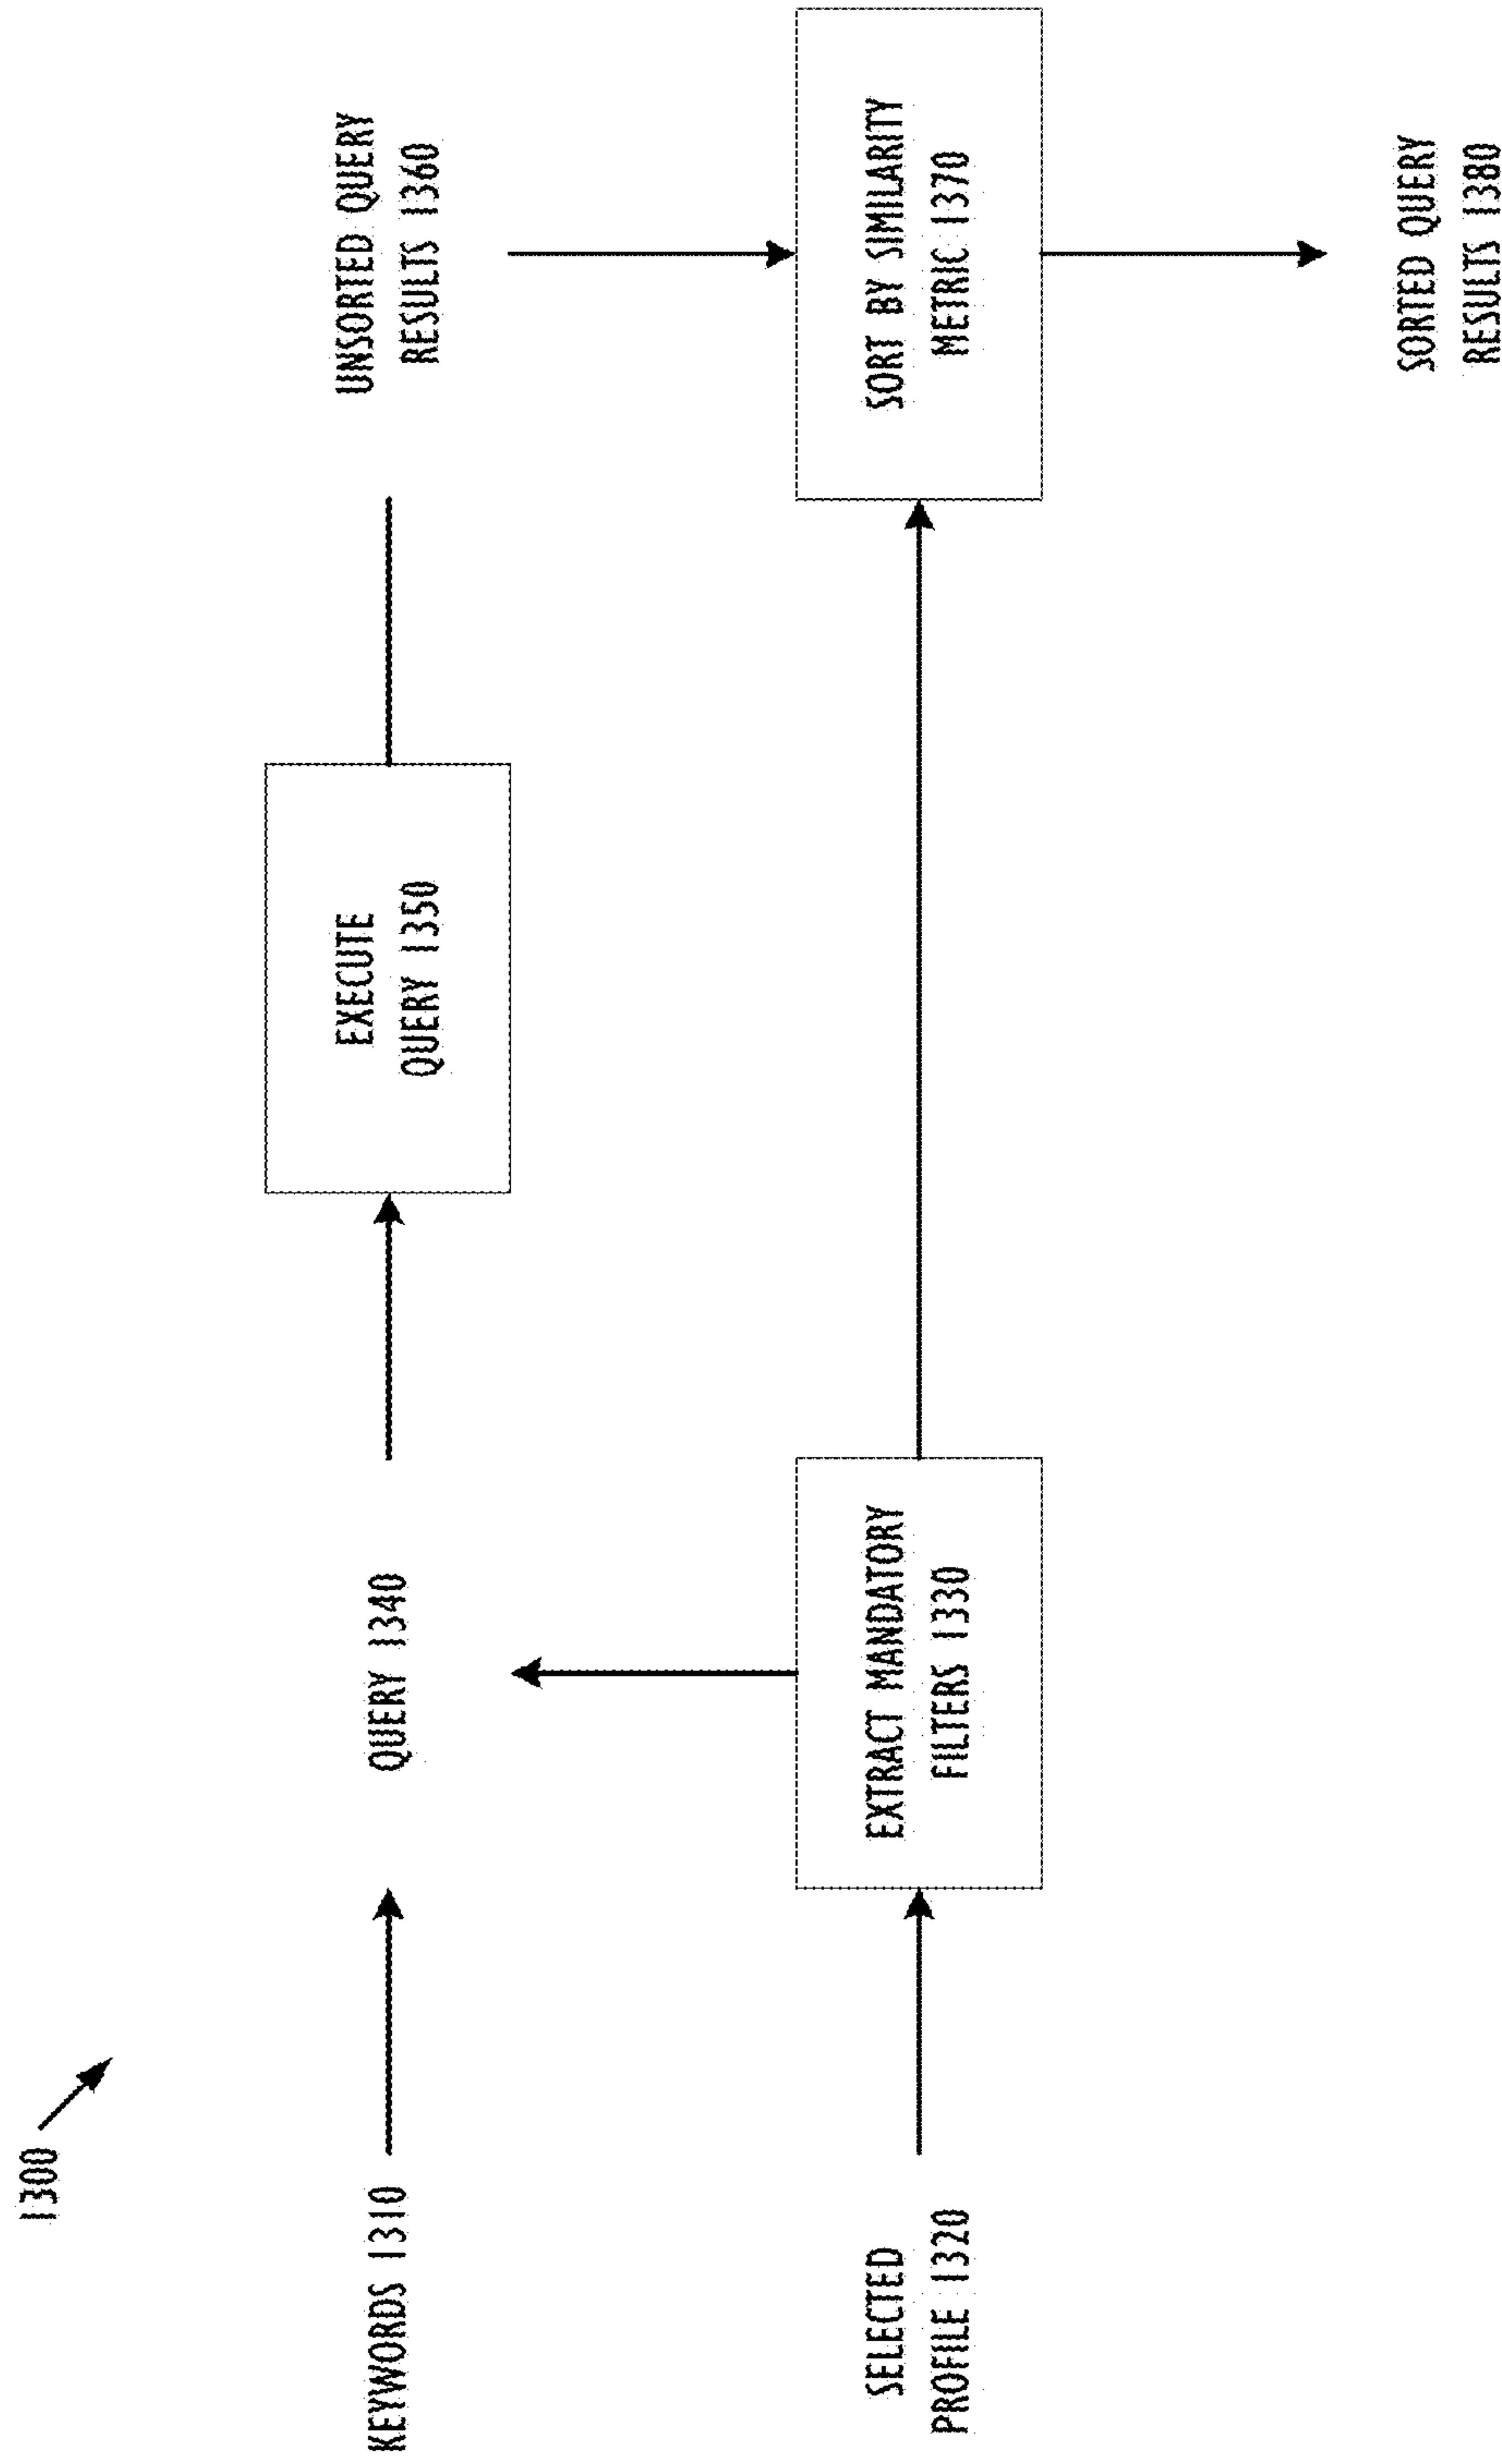 1300
KEYWORDS 1310
QUERY 1340
EXECUTE
QUERY 1350
UNSORTED QUERY
RESULTS 1360
SELECTED
PROFILE 1320
EXTRACT MANDATORY
FILTERS 1330
SORT BY SIMILARITY
METRIC 1370
SORTED QUERY
RESULTS 1380